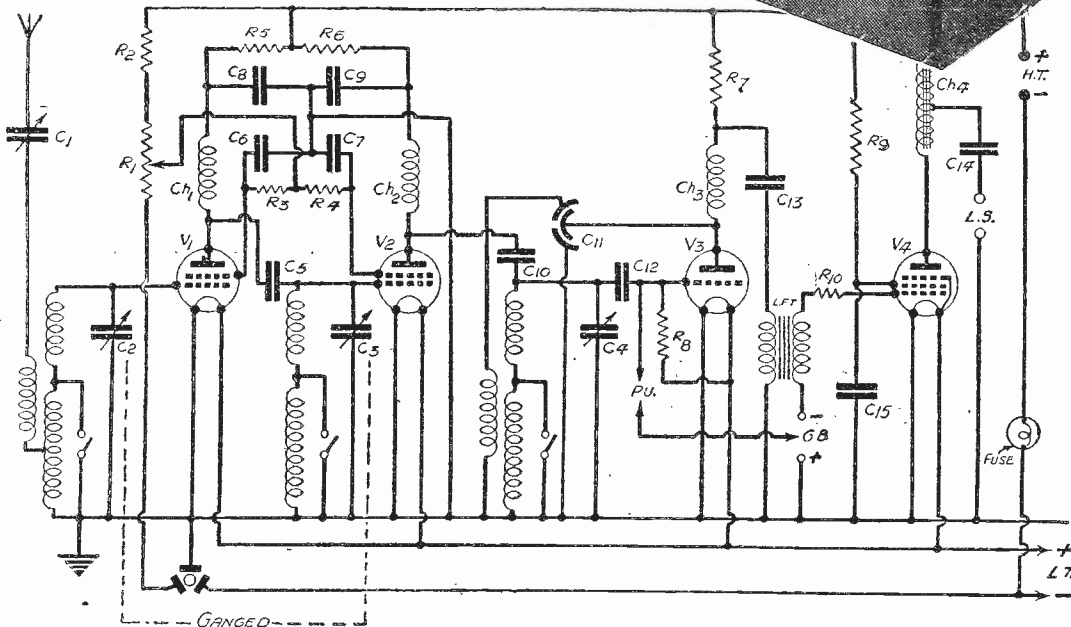 R5 R6
R2
C8 C9
R7
+
H.T.
-
Ch4
C1
C6 C7
R1
R9
Ch1
R3 R4
Ch2
Ch3
C13
C14
L.S.
C11
V1
V2
V3
V4
C5
C10
C12
R10
LFT
C2
C3
C4
R8
P.U.
C15
-
G.B.
+
FUSE
+
L.T.
-
GANGED